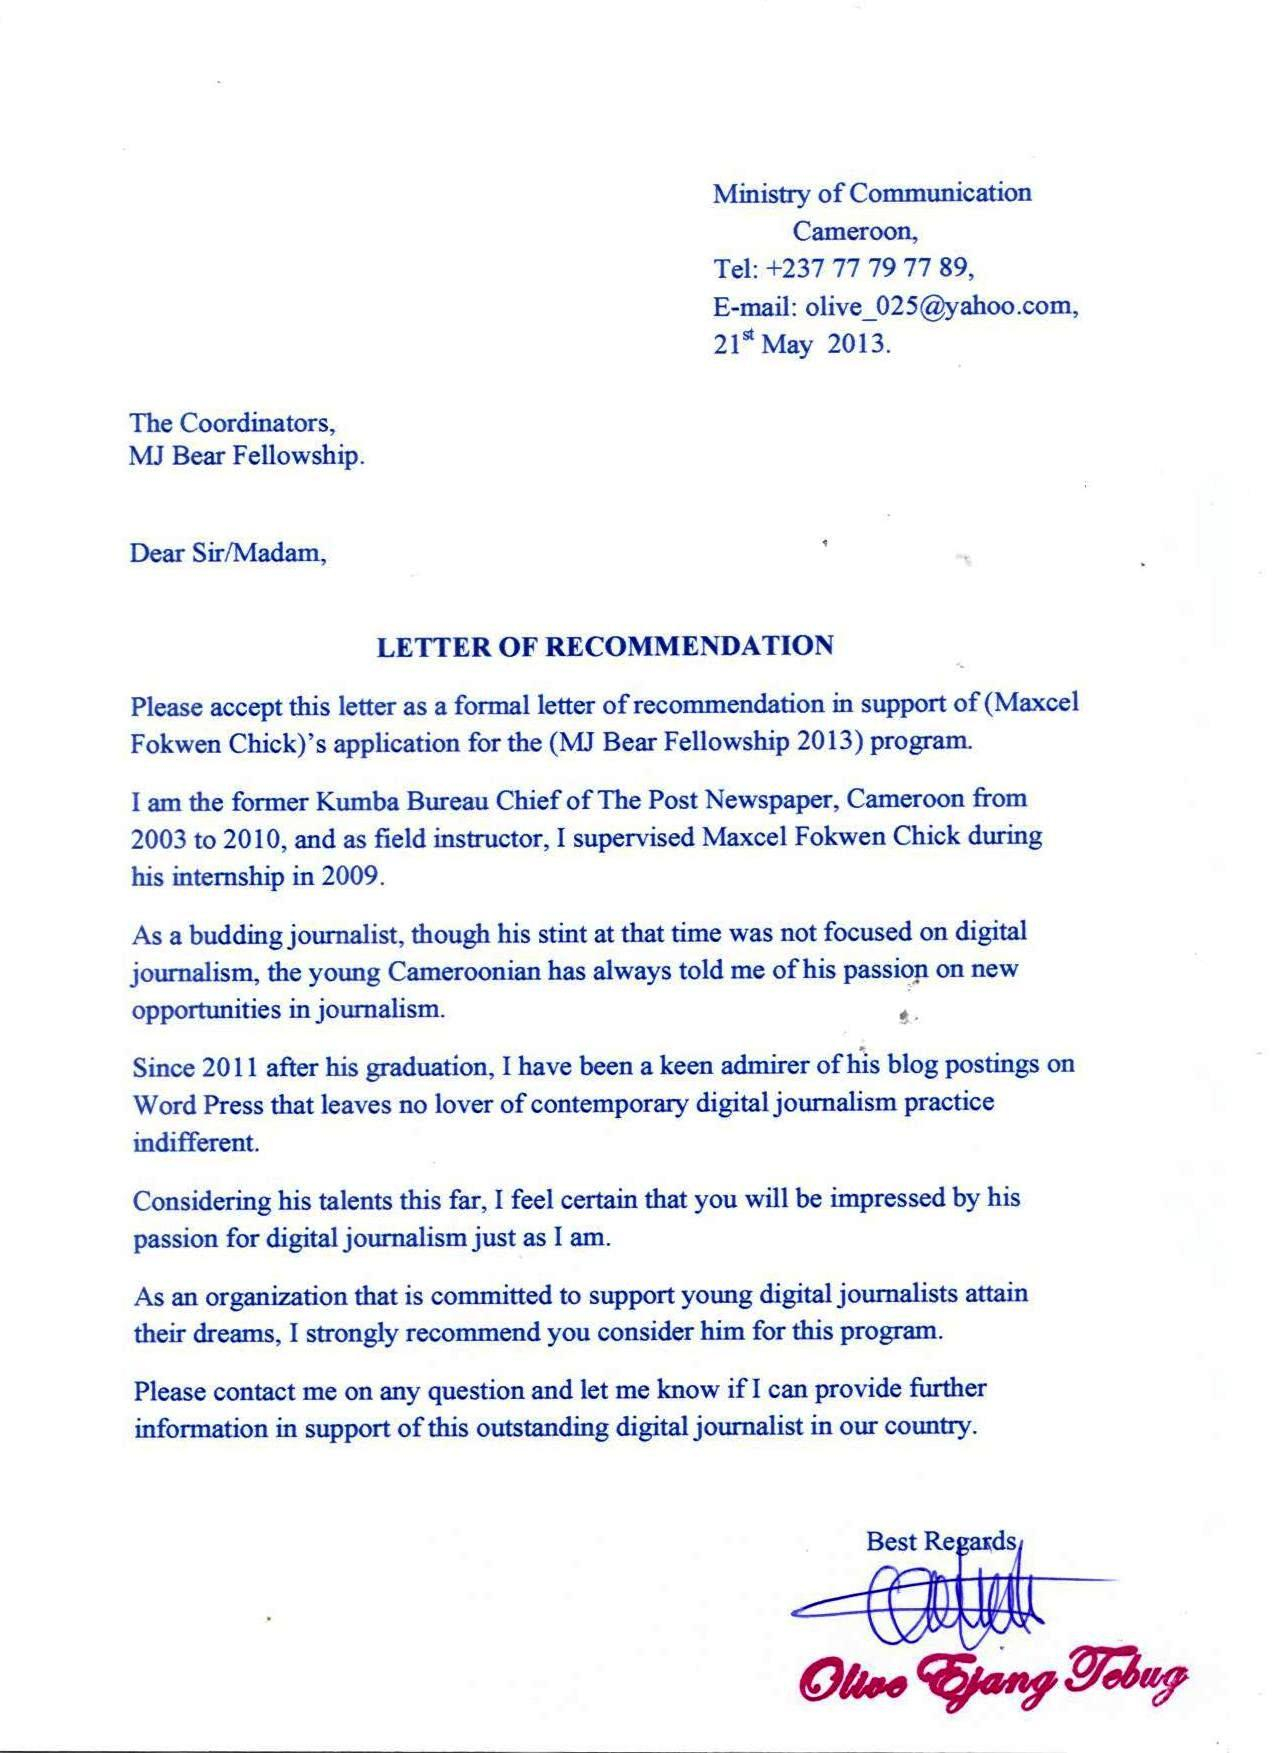 Ministry of Communication
Cameroon,
Tel: +237 77 79 77 89,
E-mail: olive_025@yahoo.com,
21st May 2013.
The Coordinators,
MJ Bear Fellowship.
Dear Sir/Madam,
LETTER OF RECOMMENDATION
Please accept this letter as a formal letter of recommendation in support of (Maxcel
Fokwen Chick)'s application for the (MJ Bear Fellowship 2013) program.
I am the former Kumba Bureau Chief of The Post Newspaper, Cameroon from
2003 to 2010, and as field instructor, I supervised Maxcel Fokwen Chick during
his internship in 2009.
As a budding journalist, though his stint at that time was not focused on digital
journalism, the young Cameroonian has always told me of his passion on new
opportunities in journalism.
Since 2011 after his graduation, I have been a keen admirer of his blog postings on
Word Press that leaves no lover of contemporary digital journalism practice
indifferent.
Considering his talents this far, I feel certain that you will be impressed by his
passion for digital journalism just as I am.
As an organization that is committed to support young digital journalists attain
their dreams, I strongly recommend you consider him for this program.
Please contact me on any question and let me know if I can provide further
information in support of this outstanding digital journalist in our country.
Best Regards,
Olive Ejang Tebug